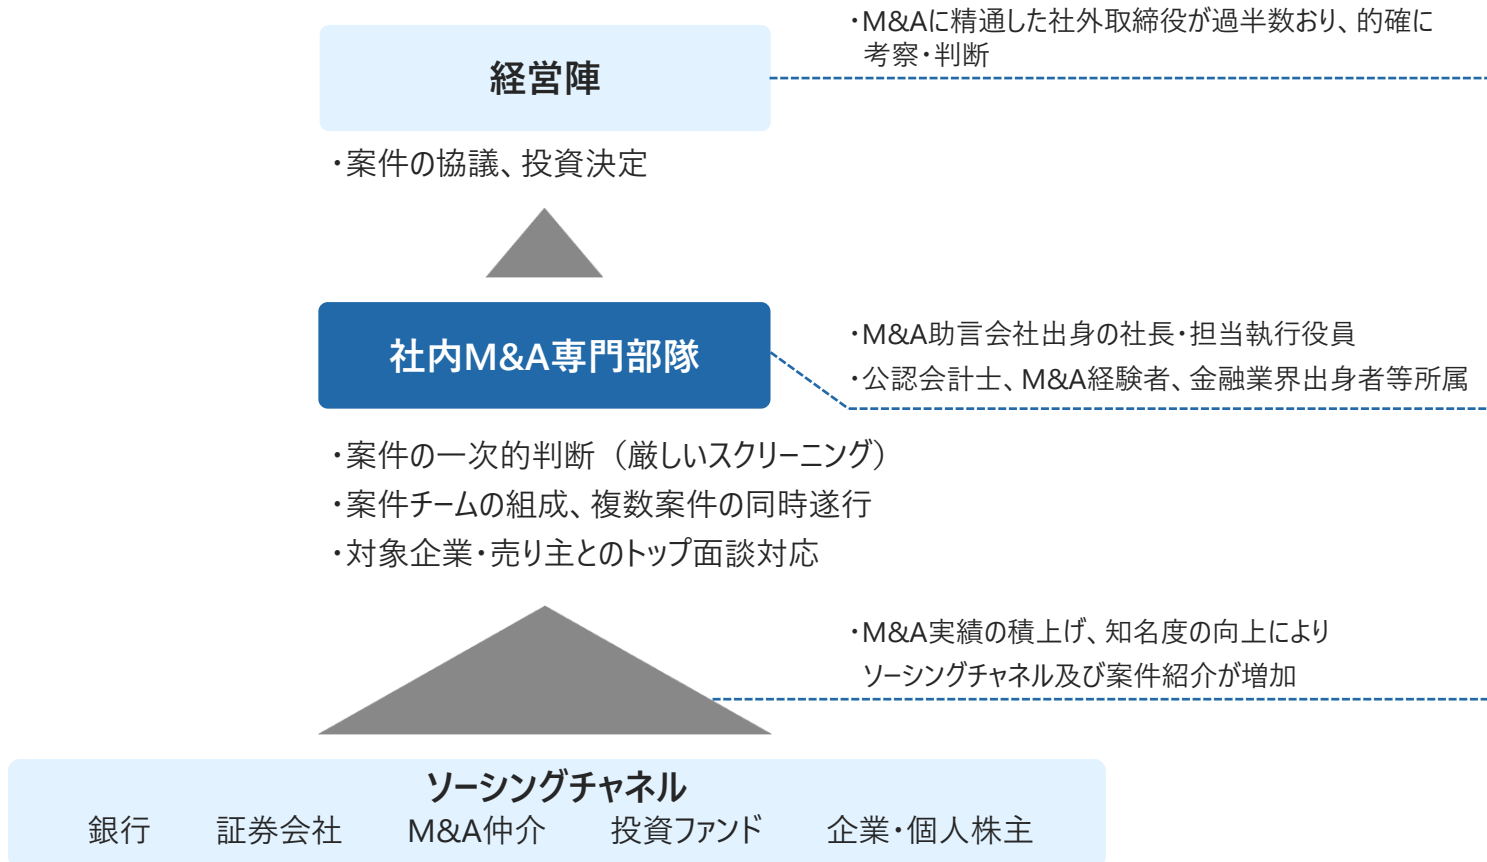 ・M&Aに精通した社外取締役が過半数おり、的確に
考察・判断
経営陣
・案件の協議、投資決定
社内M&A専門部隊
・M&A助言会社出身の社長・担当執行役員
・公認会計士、M&A経験者、金融業界出身者等所属
・案件の一次的判断（厳しいスクリーニング）
・案件チームの組成、複数案件の同時遂行
・対象企業・売り主とのトップ面談対応
・M&A実績の積上げ、知名度の向上により
ソーシングチャネル及び案件紹介が増加
ソーシングチャネル
銀行 証券会社 M&A仲介 投資ファンド 企業・個人株主